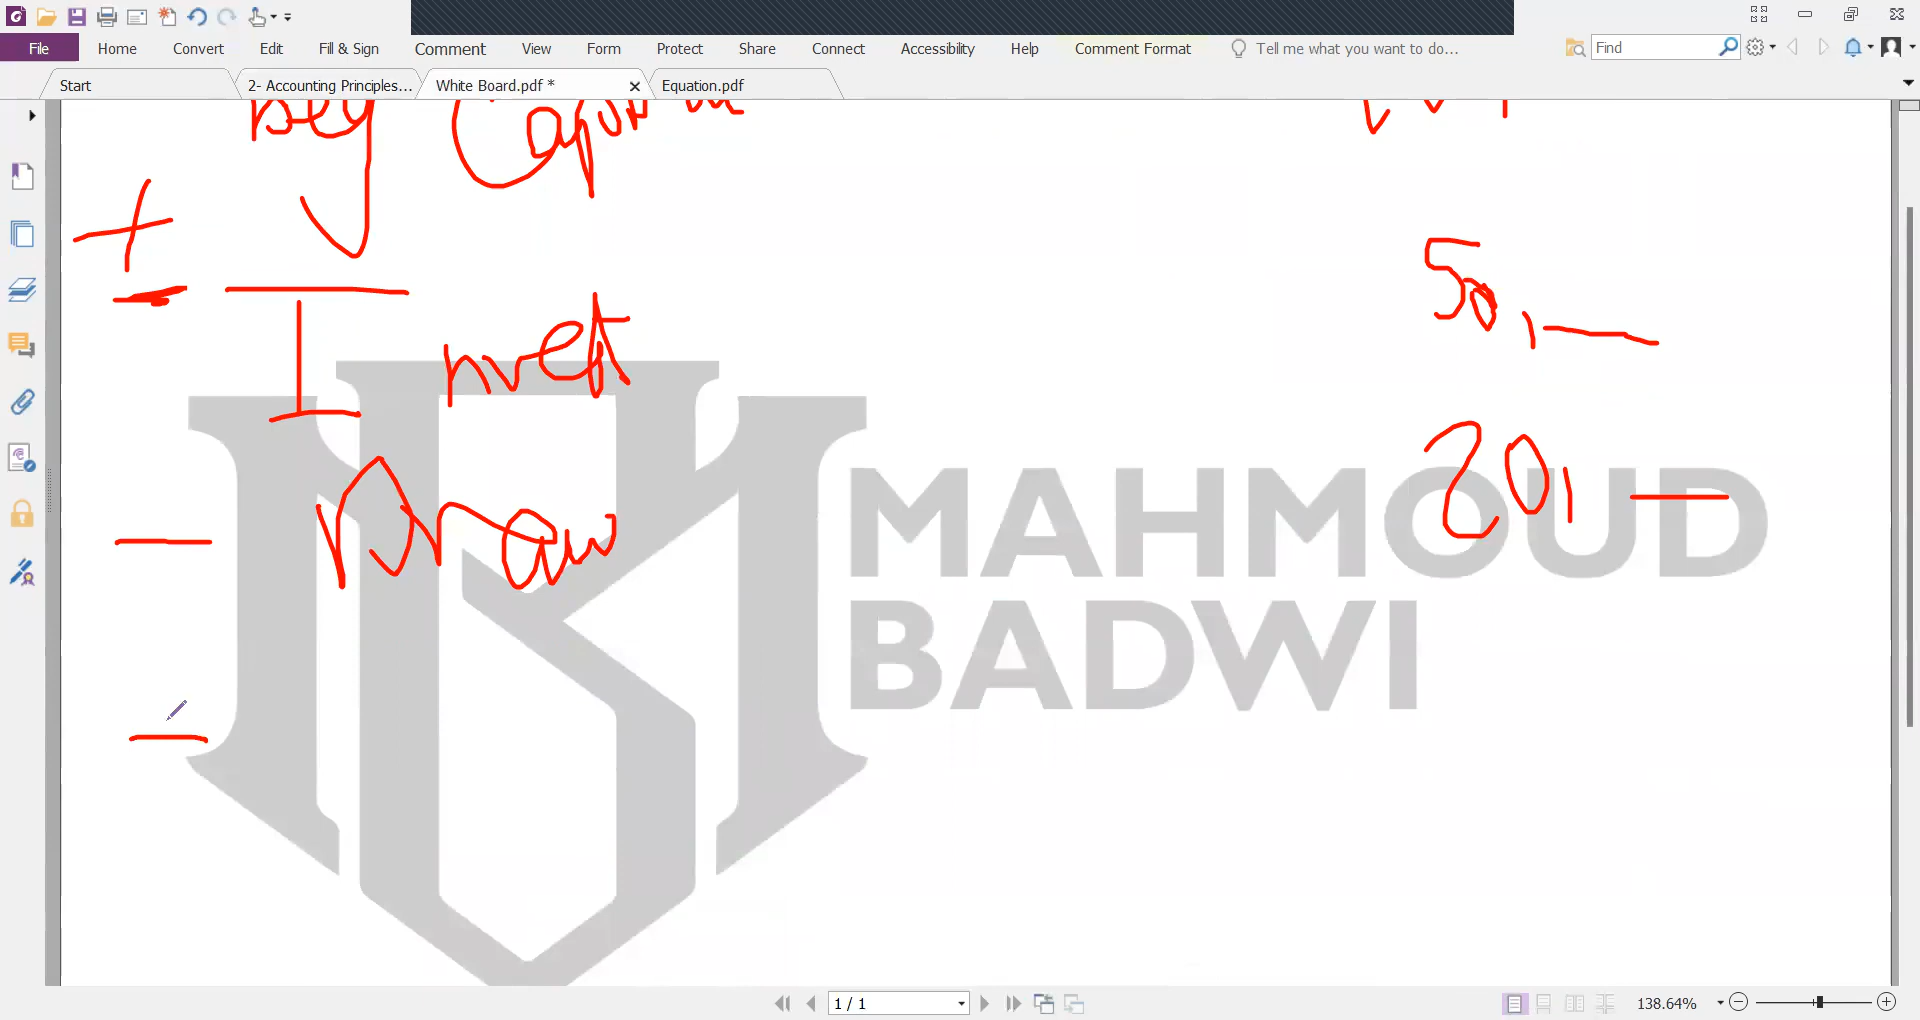 File Home Convert Edit Fill & Sign Comment View Form Protect Share Connect Accessibility Help Comment Format Tell me what you want to do... Find
Start 2- Accounting Principles... White Board.pdf * Equation.pdf
Beg Capital
+
- Invest 50,—
- Draw 20, —
MAHMOUD
BADWI
—
1 / 1 138.64%